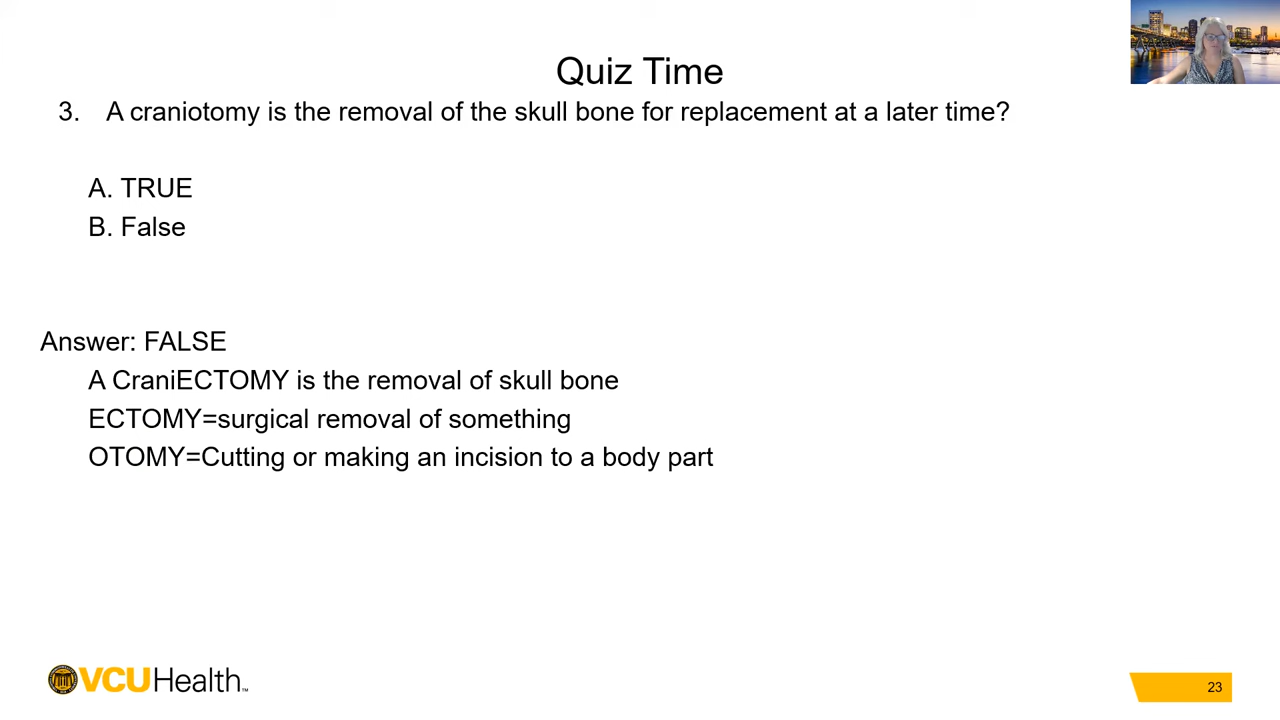 Quiz Time
3. A craniotomy is the removal of the skull bone for replacement at a later time?
A. TRUE
B. False
Answer: FALSE
A CraniECTOMY is the removal of skull bone
ECTOMY=surgical removal of something
OTOMY=Cutting or making an incision to a body part
VCUHealth™
23